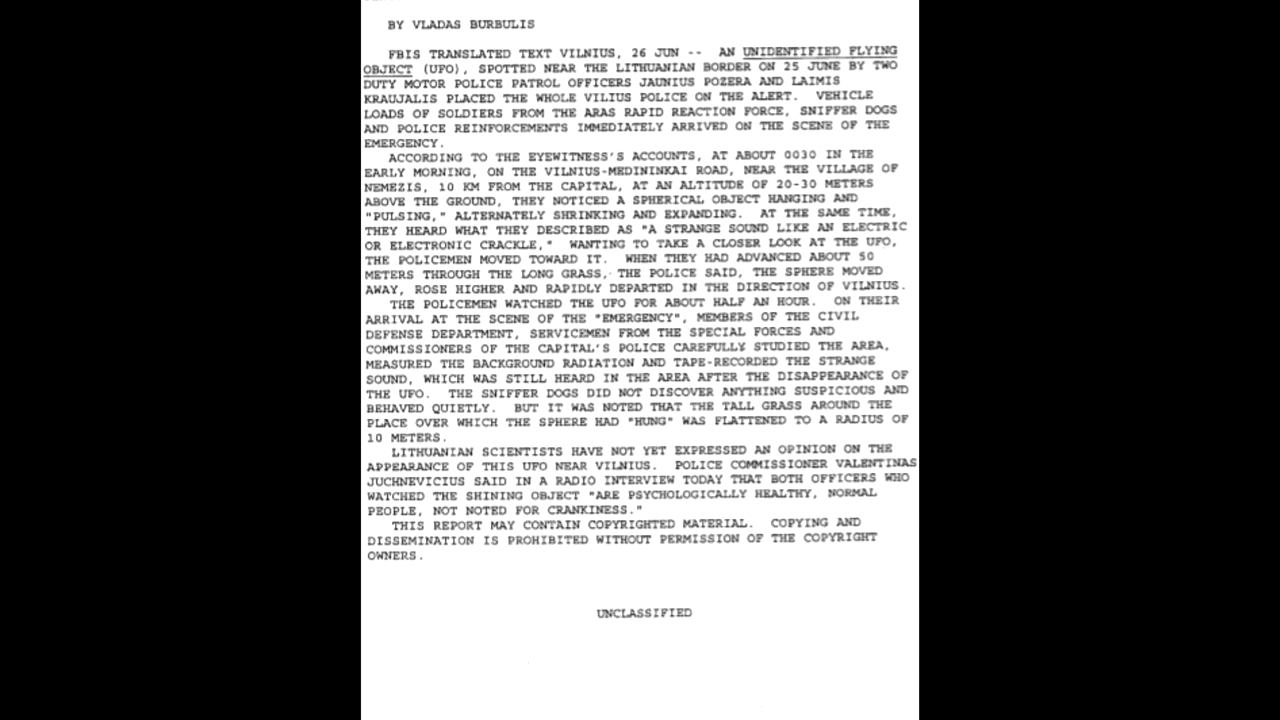 BY VLADAS BURBULIS
FBIS TRANSLATED TEXT VILNIUS, 26 JUN -- AN UNIDENTIFIED FLYING
OBJECT (UFO), SPOTTED NEAR THE LITHUANIAN BORDER ON 25 JUNE BY TWO
DUTY MOTOR POLICE PATROL OFFICERS JAUNIUS POZERA AND LAIMIS
KRAUJALIS PLACED THE WHOLE VILIUS POLICE ON THE ALERT. VEHICLE
LOADS OF SOLDIERS FROM THE ARAS RAPID REACTION FORCE, SNIFFER DOGS
AND POLICE REINFORCEMENTS IMMEDIATELY ARRIVED ON THE SCENE OF THE
EMERGENCY.
ACCORDING TO THE EYEWITNESS'S ACCOUNTS, AT ABOUT 0030 IN THE
EARLY MORNING, ON THE VILNIUS-MEDININKAI ROAD, NEAR THE VILLAGE OF
NEMEZIS, 10 KM FROM THE CAPITAL, AT AN ALTITUDE OF 20-30 METERS
ABOVE THE GROUND, THEY NOTICED A SPHERICAL OBJECT HANGING AND
"PULSING," ALTERNATELY SHRINKING AND EXPANDING. AT THE SAME TIME,
THEY HEARD WHAT THEY DESCRIBED AS "A STRANGE SOUND LIKE AN ELECTRIC
OR ELECTRONIC CRACKLE," WANTING TO TAKE A CLOSER LOOK AT THE UFO,
THE POLICEMEN MOVED TOWARD IT. WHEN THEY HAD ADVANCED ABOUT 50
METERS THROUGH THE LONG GRASS, THE POLICE SAID, THE SPHERE MOVED
AWAY, ROSE HIGHER AND RAPIDLY DEPARTED IN THE DIRECTION OF VILNIUS.
THE POLICEMEN WATCHED THE UFO FOR ABOUT HALF AN HOUR. ON THEIR
ARRIVAL AT THE SCENE OF THE "EMERGENCY", MEMBERS OF THE CIVIL
DEFENSE DEPARTMENT, SERVICEMEN FROM THE SPECIAL FORCES AND
COMMISSIONERS OF THE CAPITAL'S POLICE CAREFULLY STUDIED THE AREA,
MEASURED THE BACKGROUND RADIATION AND TAPE-RECORDED THE STRANGE
SOUND, WHICH WAS STILL HEARD IN THE AREA AFTER THE DISAPPEARANCE OF
THE UFO. THE SNIFFER DOGS DID NOT DISCOVER ANYTHING SUSPICIOUS AND
BEHAVED QUIETLY. BUT IT WAS NOTED THAT THE TALL GRASS AROUND THE
PLACE OVER WHICH THE SPHERE HAD "HUNG" WAS FLATTENED TO A RADIUS OF
10 METERS.
LITHUANIAN SCIENTISTS HAVE NOT YET EXPRESSED AN OPINION ON THE
APPEARANCE OF THIS UFO NEAR VILNIUS. POLICE COMMISSIONER VALENTINAS
JUCHNEVICIUS SAID IN A RADIO INTERVIEW TODAY THAT BOTH OFFICERS WHO
WATCHED THE SHINING OBJECT "ARE PSYCHOLOGICALLY HEALTHY, NORMAL
PEOPLE, NOT NOTED FOR CRANKINESS."
THIS REPORT MAY CONTAIN COPYRIGHTED MATERIAL. COPYING AND
DISSEMINATION IS PROHIBITED WITHOUT PERMISSION OF THE COPYRIGHT
OWNERS.
UNCLASSIFIED